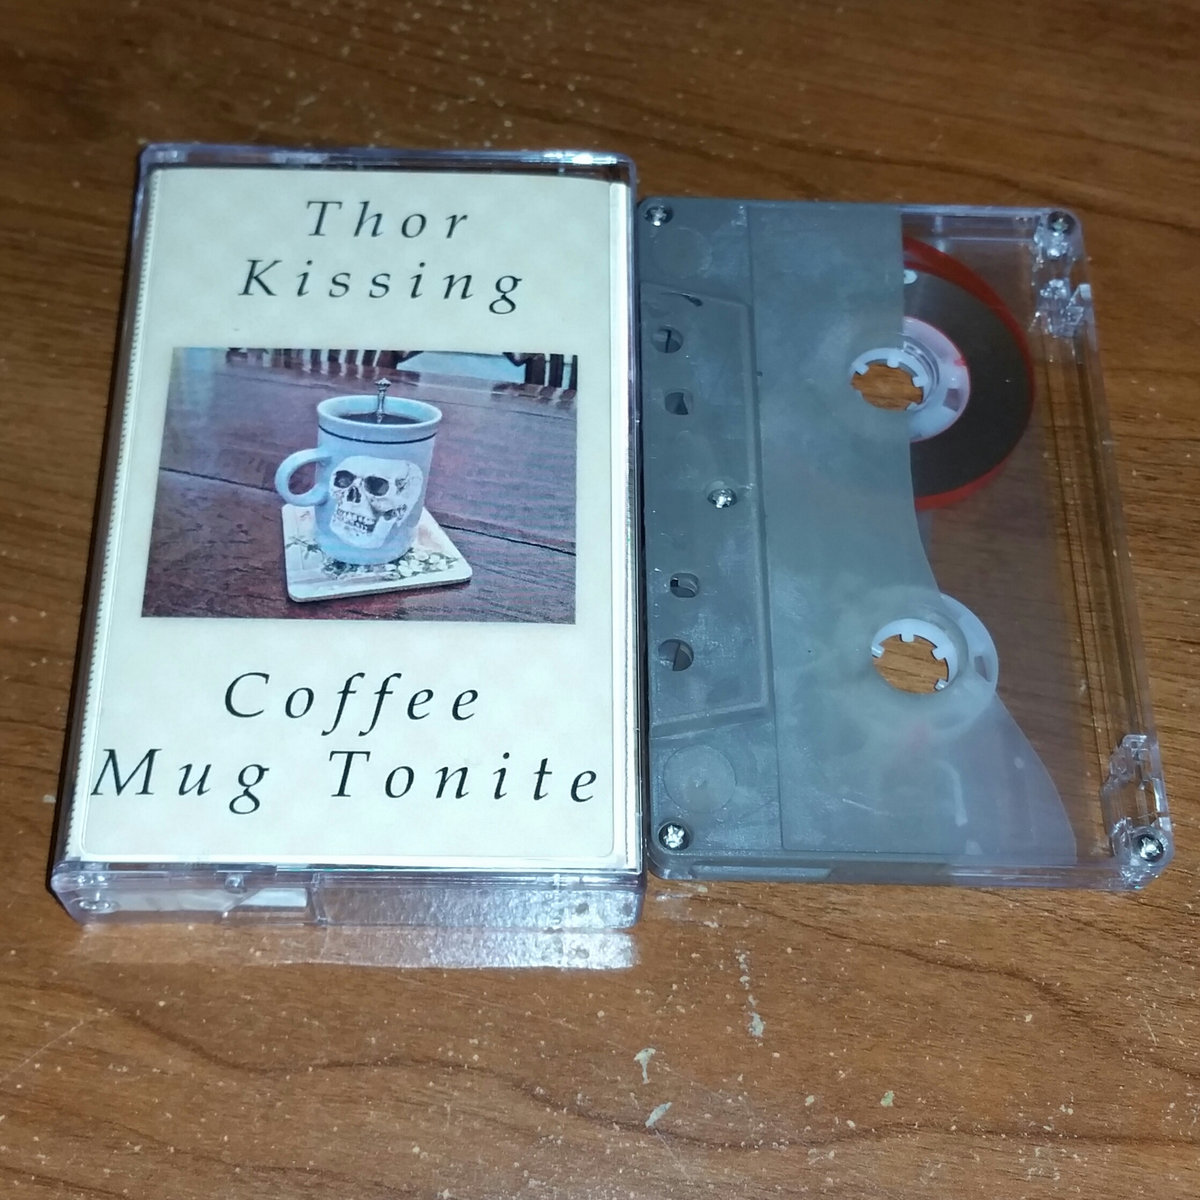 Thor
Kissing
Coffee
Mug Tonite